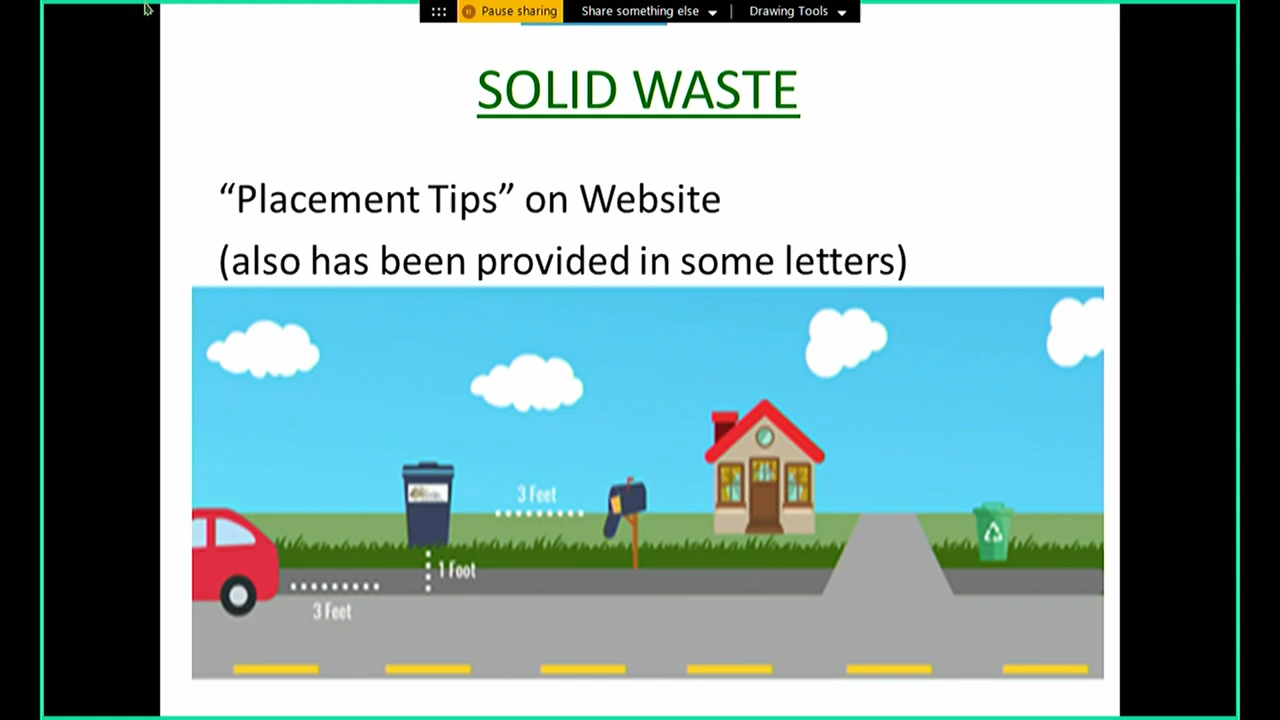 Pause sharing Share something else Drawing Tools
SOLID WASTE
“Placement Tips” on Website
(also has been provided in some letters)
3 Feet
1 Foot
3 Feet